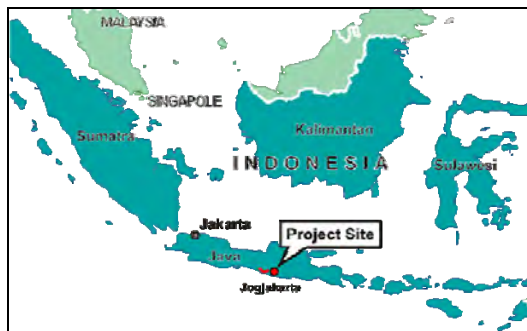 MALAYSIA
SINGAPOLE
Sumatra
Kalimantan
INDONESIA
Sulawesi
Jakarta
Project Site
Java
Jogjakarta